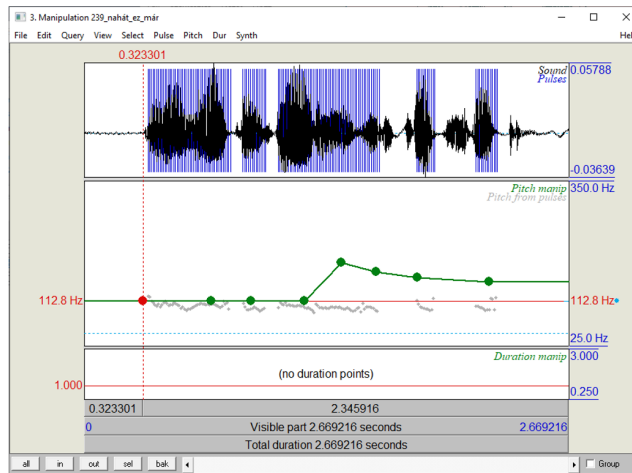 3. Manipulation 239_nahát_ez_már
File Edit Query View Select Pulse Pitch Dur Synth Hel
0.323301
Sound 0.05788
Pulses
-0.03639
Pitch manip 350.0 Hz
Pitch from pulses
112.8 Hz 112.8 Hz
25.0 Hz
Duration manip 3.000
(no duration points)
1.000
0.250
0.323301 2.345916
0 Visible part 2.669216 seconds 2.669216
Total duration 2.669216 seconds
all in out sel bak Group